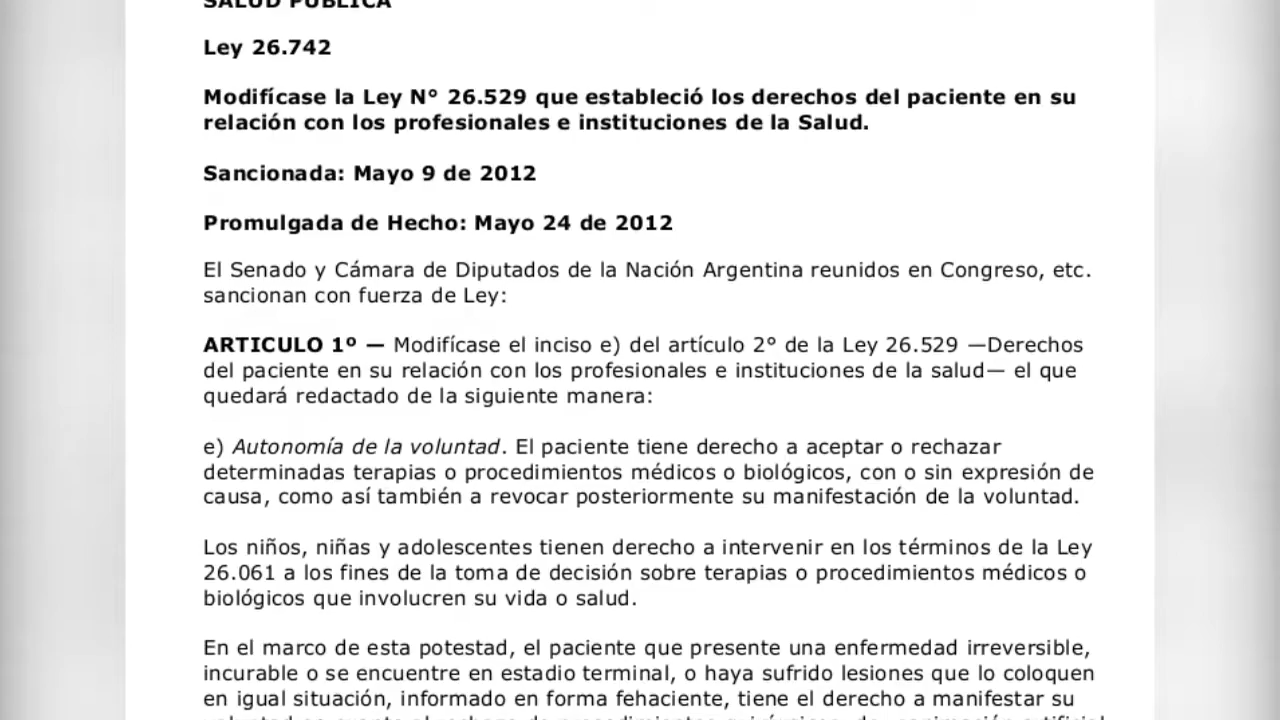 SALUD PUBLICA
Ley 26.742
Modifícase la Ley N° 26.529 que estableció los derechos del paciente en su
relación con los profesionales e instituciones de la Salud.
Sancionada: Mayo 9 de 2012
Promulgada de Hecho: Mayo 24 de 2012
El Senado y Cámara de Diputados de la Nación Argentina reunidos en Congreso, etc.
sancionan con fuerza de Ley:
ARTICULO 1º — Modifícase el inciso e) del artículo 2° de la Ley 26.529 —Derechos
del paciente en su relación con los profesionales e instituciones de la salud— el que
quedará redactado de la siguiente manera:
e) Autonomía de la voluntad. El paciente tiene derecho a aceptar o rechazar
determinadas terapias o procedimientos médicos o biológicos, con o sin expresión de
causa, como así también a revocar posteriormente su manifestación de la voluntad.
Los niños, niñas y adolescentes tienen derecho a intervenir en los términos de la Ley
26.061 a los fines de la toma de decisión sobre terapias o procedimientos médicos o
biológicos que involucren su vida o salud.
En el marco de esta potestad, el paciente que presente una enfermedad irreversible,
incurable o se encuentre en estadio terminal, o haya sufrido lesiones que lo coloquen
en igual situación, informado en forma fehaciente, tiene el derecho a manifestar su